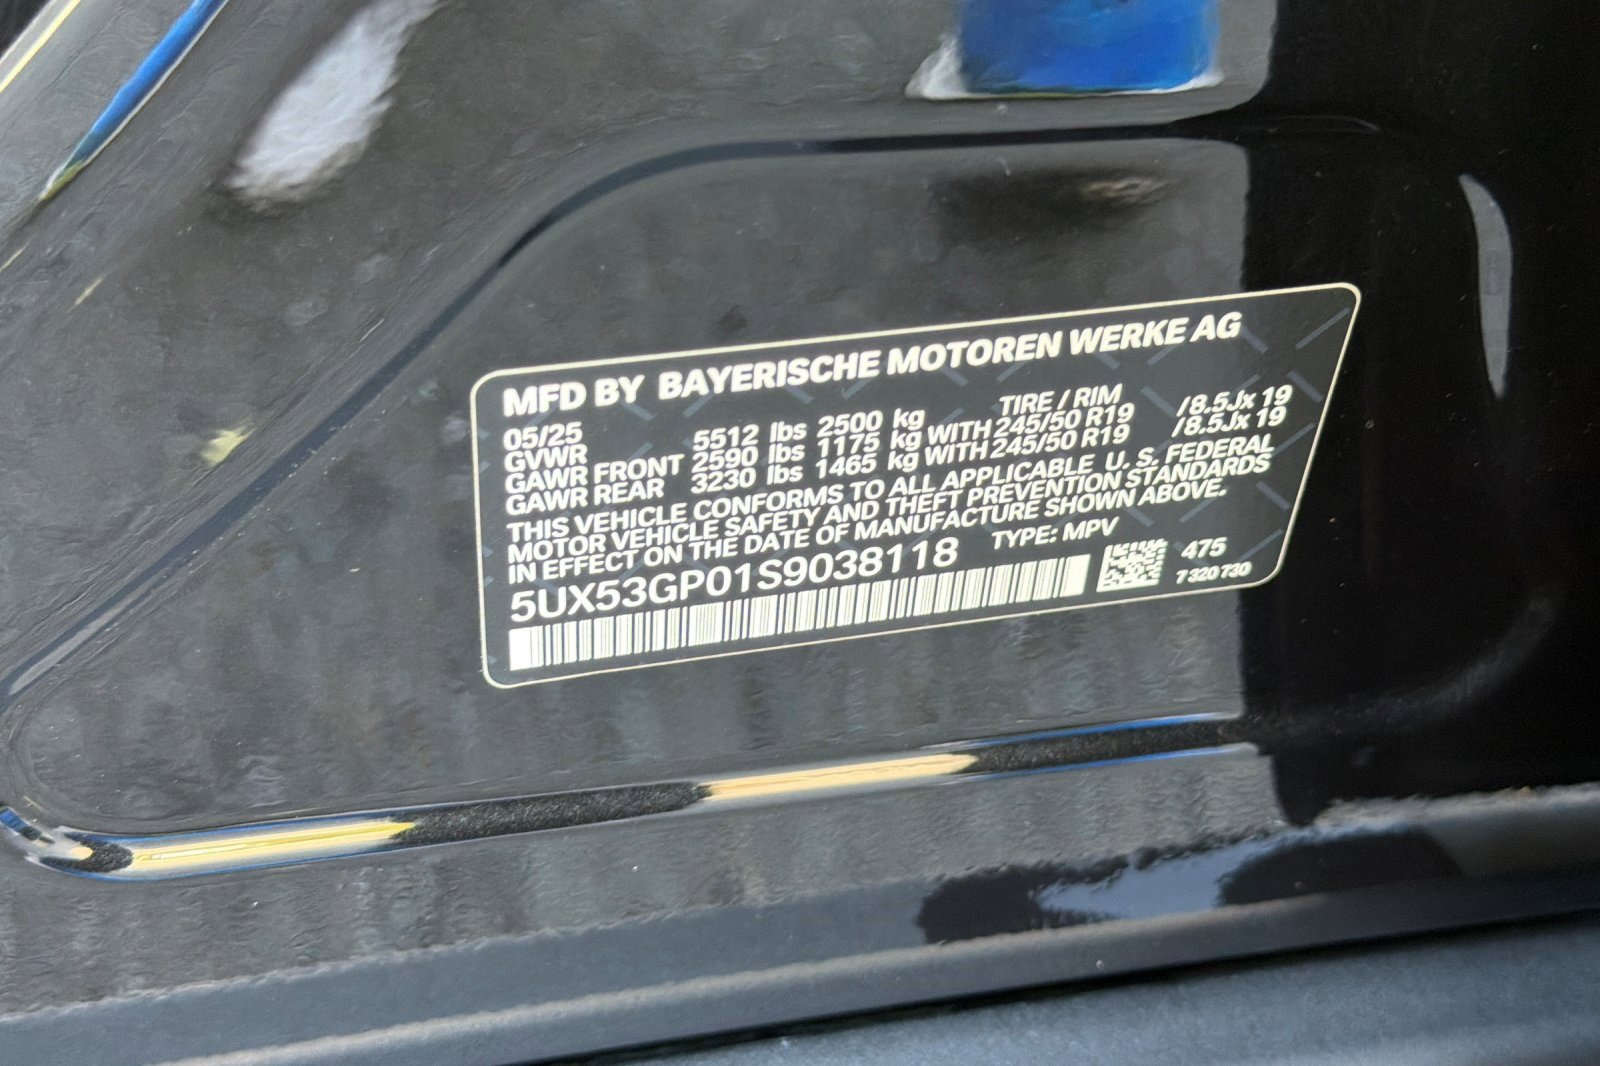 MFD BY BAYERISCHE MOTOREN WERKE AG
05/25 TIRE / RIM
GVWR 5512 lbs 2500 kg
GAWR FRONT 2590 lbs 1175 kg WITH 245/50 R19 /8.5Jx 19
GAWR REAR 3230 lbs 1465 kg WITH 245/50 R19 /8.5Jx 19
THIS VEHICLE CONFORMS TO ALL APPLICABLE U. S. FEDERAL
MOTOR VEHICLE SAFETY AND THEFT PREVENTION STANDARDS
IN EFFECT ON THE DATE OF MANUFACTURE SHOWN ABOVE.
5UX53GP01S9038118 TYPE: MPV
475
7 320 730